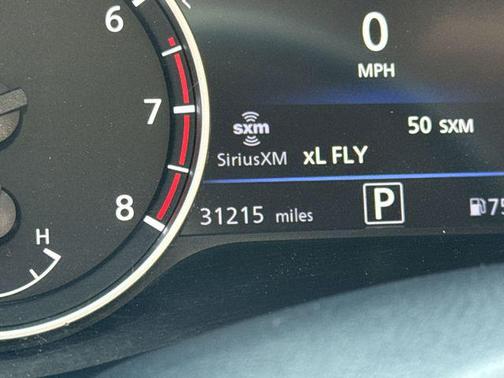 6
7
8
H
0
MPH
sxm
SiriusXM
50 SXM
xL FLY
31215 miles
P